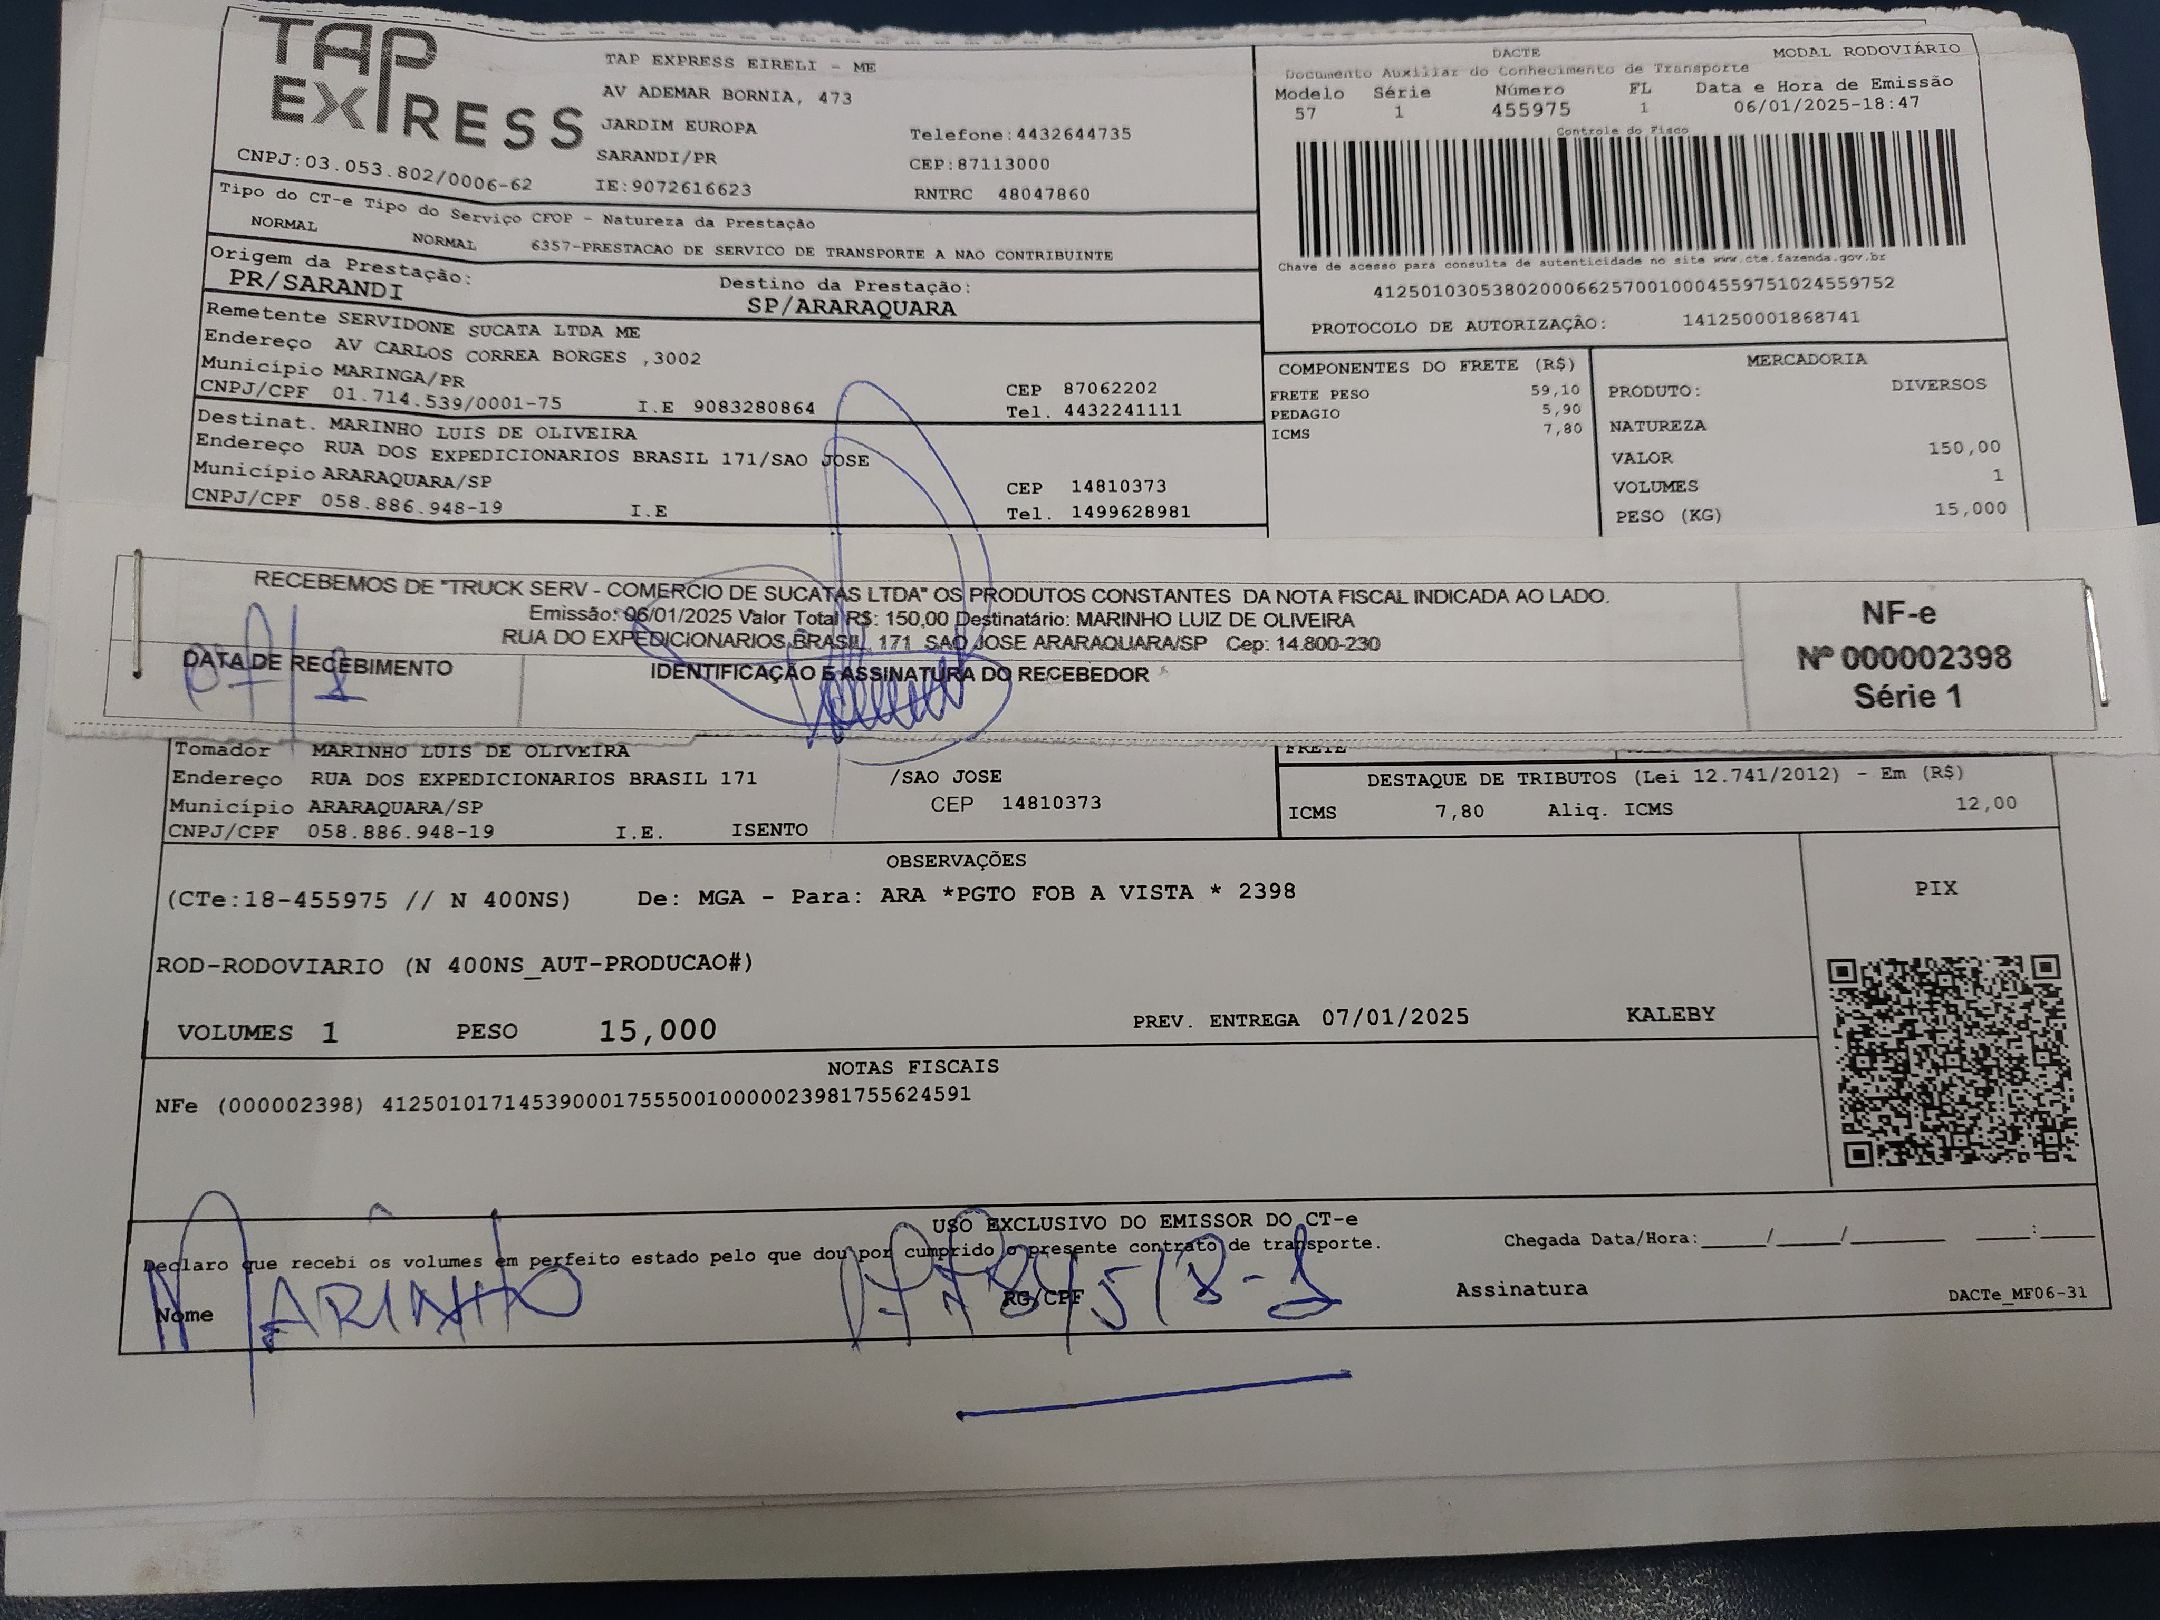 TAP EXPRESS
CNPJ:03.053.802/0006-62
TAP EXPRESS EIRELI - ME
AV ADEMAR BORNIA, 473
JARDIM EUROPA
SARANDI/PR
IE:9072616623
Telefone:4432644735
CEP:87113000
RNTRC 48047860
DACTE MODAL RODOVIÁRIO
Documento Auxiliar do Conhecimento de Transporte
Modelo Série Número FL Data e Hora de Emissão
57 1 455975 1 06/01/2025-18:47
Controle do Fisco
Chave de acesso para consulta de autenticidade no site www.cte.fazenda.gov.br
41250103053802000662570010004559751024559752
PROTOCOLO DE AUTORIZAÇÃO: 141250001868741
Tipo do CT-e Tipo do Serviço CFOP - Natureza da Prestação
NORMAL NORMAL 6357-PRESTACAO DE SERVICO DE TRANSPORTE A NAO CONTRIBUINTE
Origem da Prestação: Destino da Prestação:
PR/SARANDI SP/ARARAQUARA
Remetente SERVIDONE SUCATA LTDA ME
Endereço AV CARLOS CORREA BORGES ,3002
Município MARINGA/PR CEP 87062202
CNPJ/CPF 01.714.539/0001-75 I.E 9083280864 Tel. 4432241111
Destinat. MARINHO LUIS DE OLIVEIRA
Endereço RUA DOS EXPEDICIONARIOS BRASIL 171/SAO JOSE
Município ARARAQUARA/SP CEP 14810373
CNPJ/CPF 058.886.948-19 I.E Tel. 1499628981
COMPONENTES DO FRETE (R$)
FRETE PESO 59,10
PEDAGIO 5,90
ICMS 7,80
MERCADORIA
PRODUTO: DIVERSOS
NATUREZA
VALOR 150,00
VOLUMES 1
PESO (KG) 15,000
RECEBEMOS DE "TRUCK SERV - COMERCIO DE SUCATAS LTDA" OS PRODUTOS CONSTANTES DA NOTA FISCAL INDICADA AO LADO.
Emissão: 06/01/2025 Valor Total R$: 150,00 Destinatário: MARINHO LUIZ DE OLIVEIRA
RUA DO EXPEDICIONARIOS BRASIL, 171 SAO JOSE ARARAQUARA/SP Cep: 14.800-230
DATA DE RECEBIMENTO IDENTIFICAÇÃO E ASSINATURA DO RECEBEDOR
07/1
NF-e
Nº 000002398
Série 1
Tomador MARINHO LUIS DE OLIVEIRA
Endereço RUA DOS EXPEDICIONARIOS BRASIL 171 /SAO JOSE
Município ARARAQUARA/SP CEP 14810373
CNPJ/CPF 058.886.948-19 I.E. ISENTO
FRETE
DESTAQUE DE TRIBUTOS (Lei 12.741/2012) - Em (R$)
ICMS 7,80 Aliq. ICMS 12,00
OBSERVAÇÕES
(CTe:18-455975 // N 400NS) De: MGA - Para: ARA *PGTO FOB A VISTA * 2398
PIX
ROD-RODOVIARIO (N 400NS_AUT-PRODUCAO#)
VOLUMES 1 PESO 15,000 PREV. ENTREGA 07/01/2025 KALEBY
NOTAS FISCAIS
NFe (000002398) 41250101714539000175550010000023981755624591
USO EXCLUSIVO DO EMISSOR DO CT-e
Declaro que recebi os volumes em perfeito estado pelo que dou por cumprido o presente contrato de transporte.
Chegada Data/Hora:_____/_____/_______ ____:____
Nome MARINHO RG/CPF Assinatura
DACTe_MF06-31